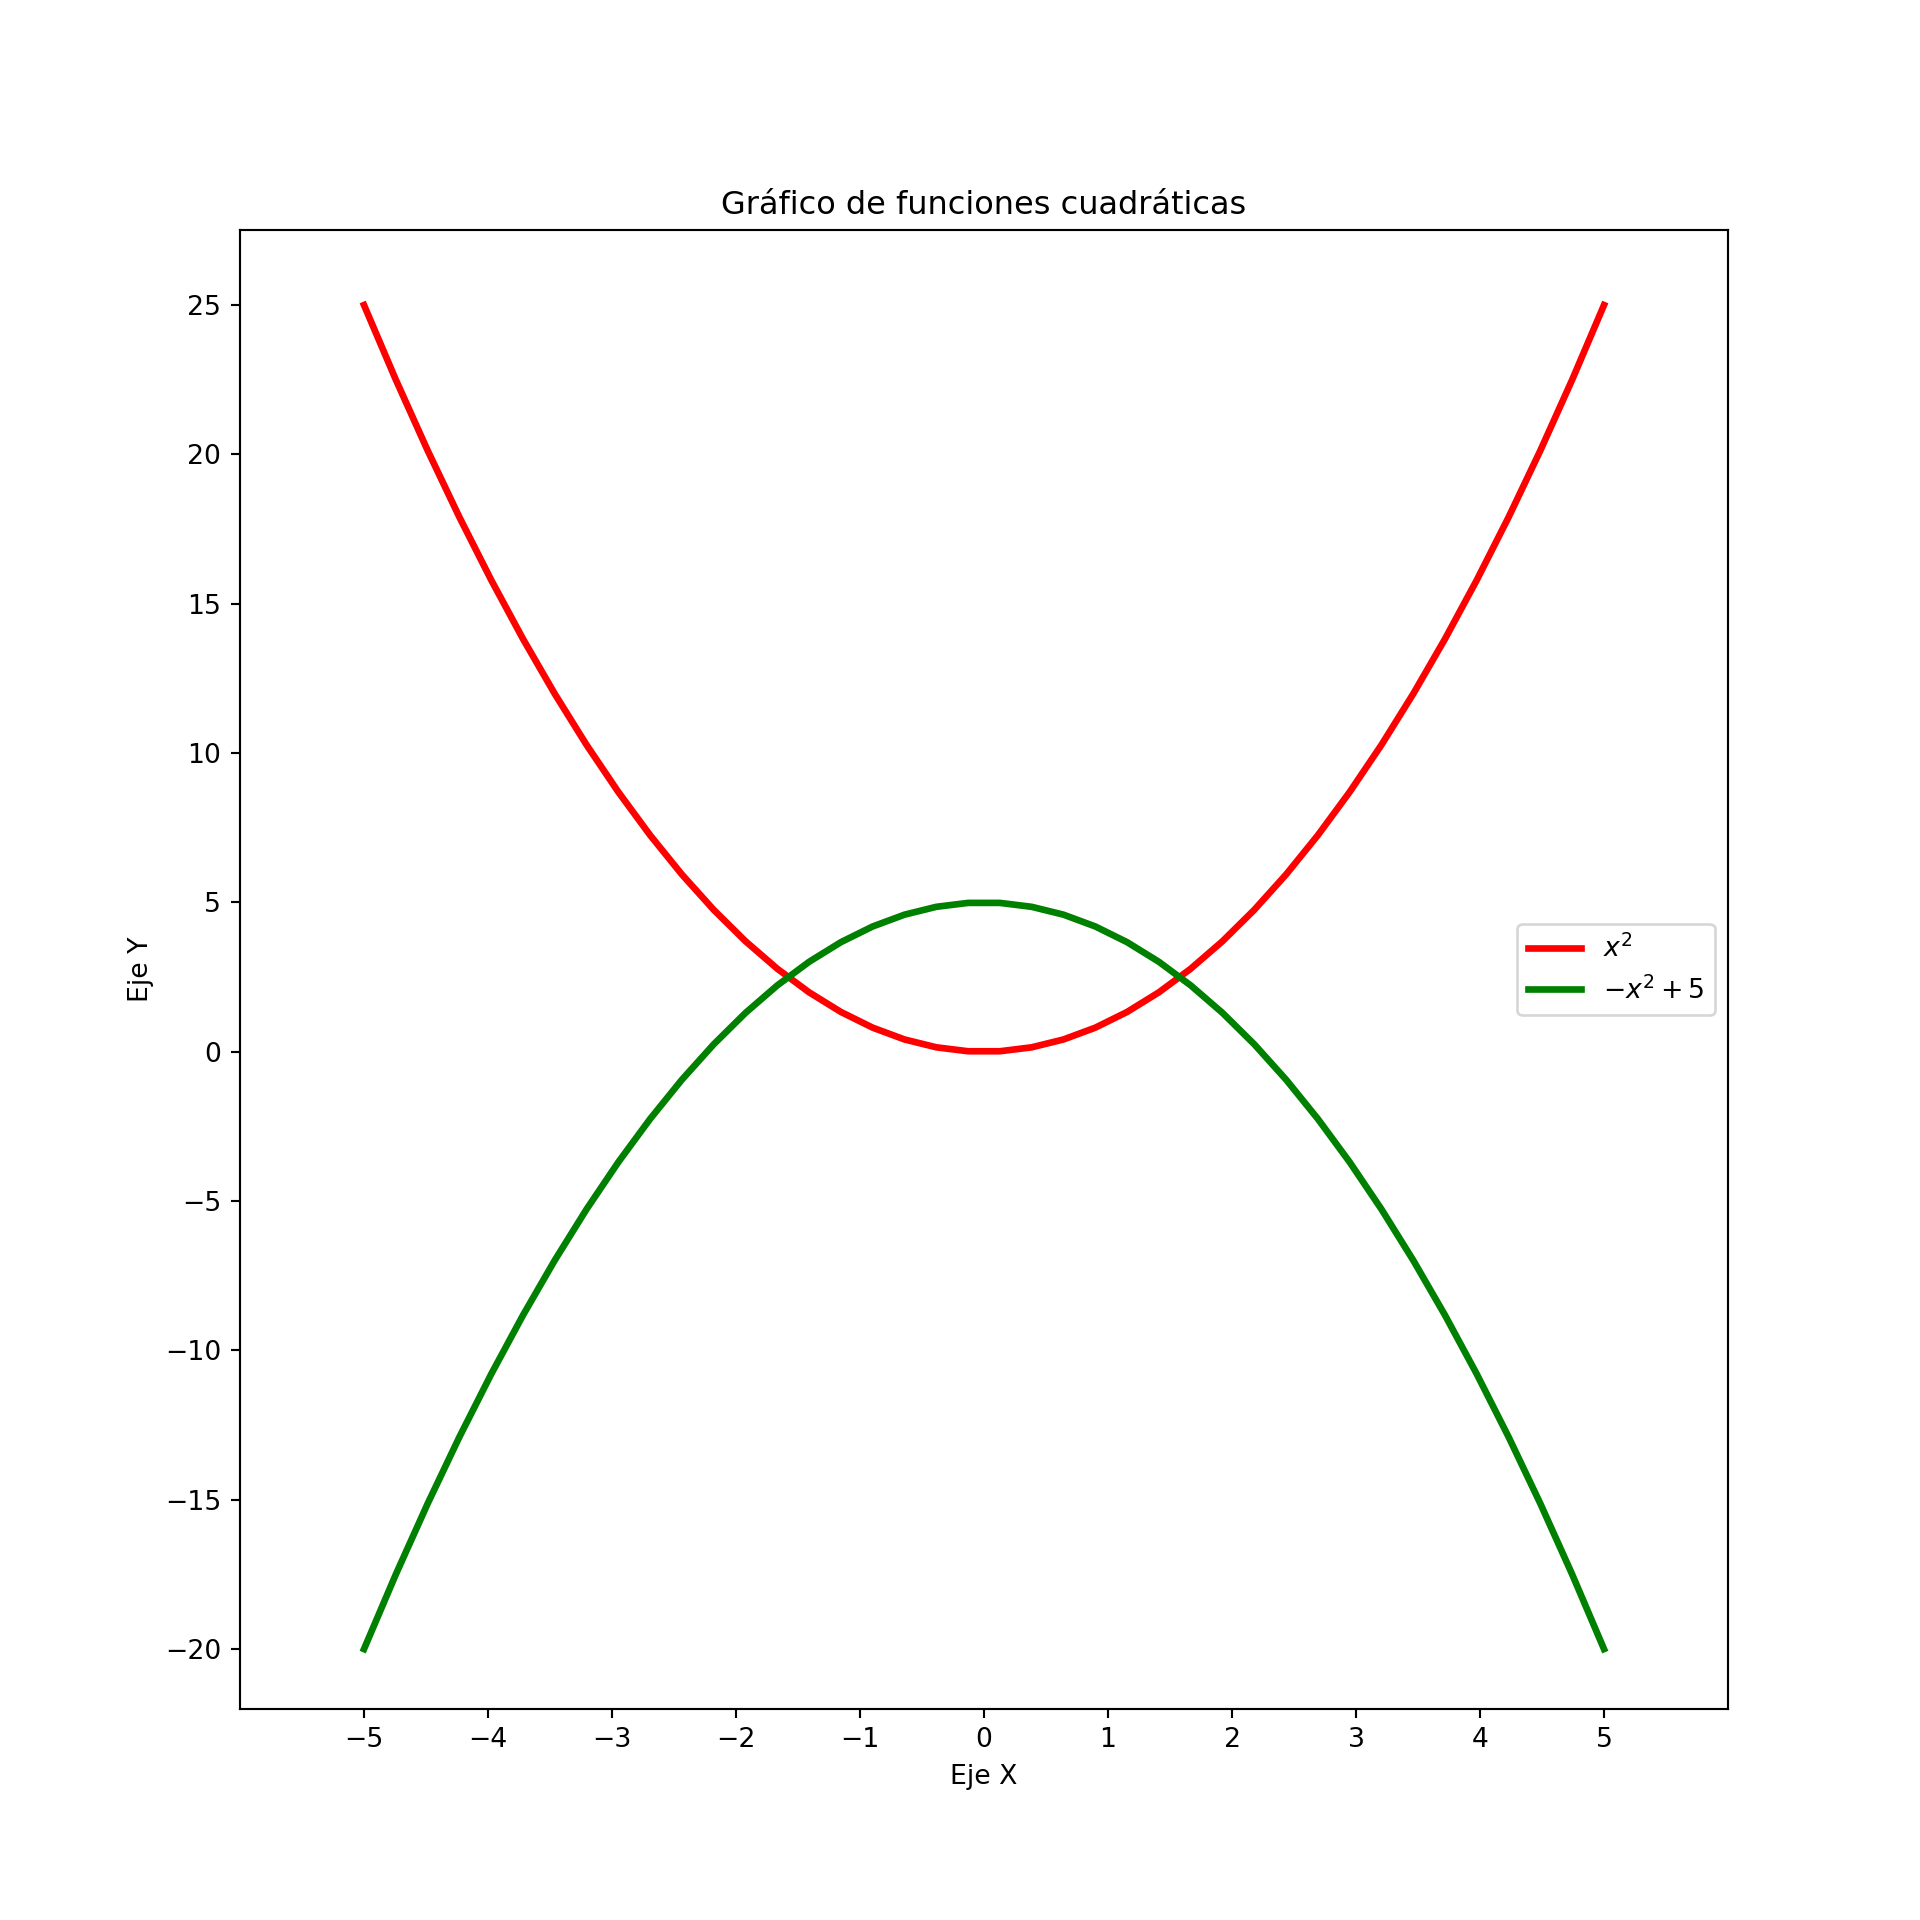 Gráfico de funciones cuadráticas
25
20
15
10
5
0
−5
−10
−15
−20
Eje Y
x²
−x² + 5
−5 −4 −3 −2 −1 0 1 2 3 4 5
Eje X